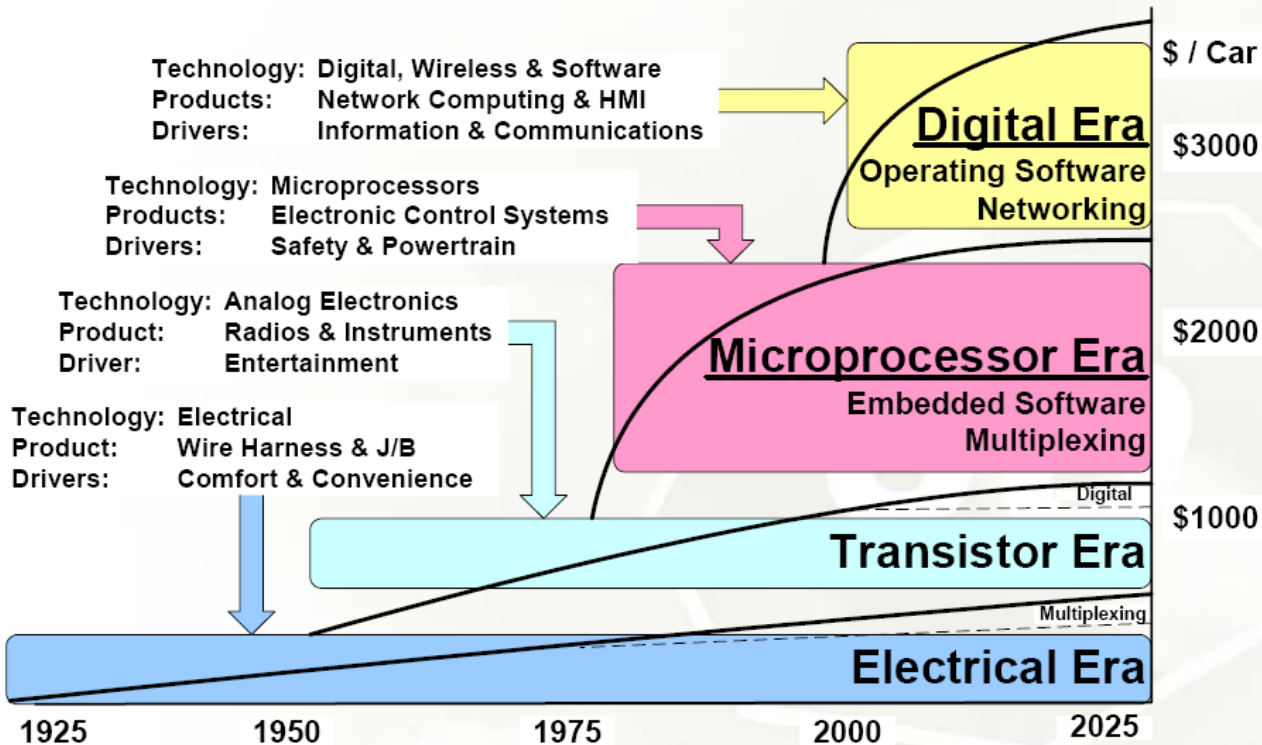 $ / Car
Technology: Digital, Wireless & Software
Products: Network Computing & HMI
Drivers: Information & Communications
Digital Era
Operating Software
Networking
$3000
Technology: Microprocessors
Products: Electronic Control Systems
Drivers: Safety & Powertrain
Microprocessor Era
Embedded Software
Multiplexing
$2000
Technology: Analog Electronics
Product: Radios & Instruments
Driver: Entertainment
Technology: Electrical
Product: Wire Harness & J/B
Drivers: Comfort & Convenience
Digital
$1000
Transistor Era
Multiplexing
Electrical Era
1925
1950
1975
2000
2025